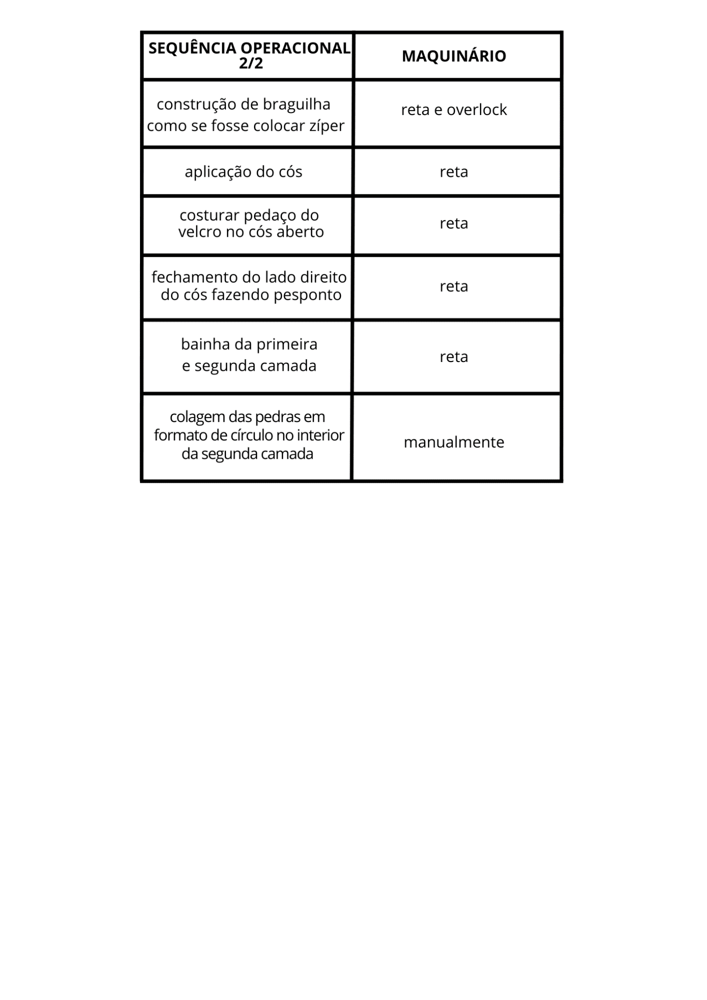 SEQUÊNCIA OPERACIONAL
2/2
MAQUINÁRIO
construção de braguilha
como se fosse colocar zíper
reta e overlock
aplicação do cós
reta
costurar pedaço do
velcro no cós aberto
reta
fechamento do lado direito
do cós fazendo pesponto
reta
bainha da primeira
e segunda camada
reta
colagem das pedras em
formato de círculo no interior
da segunda camada
manualmente